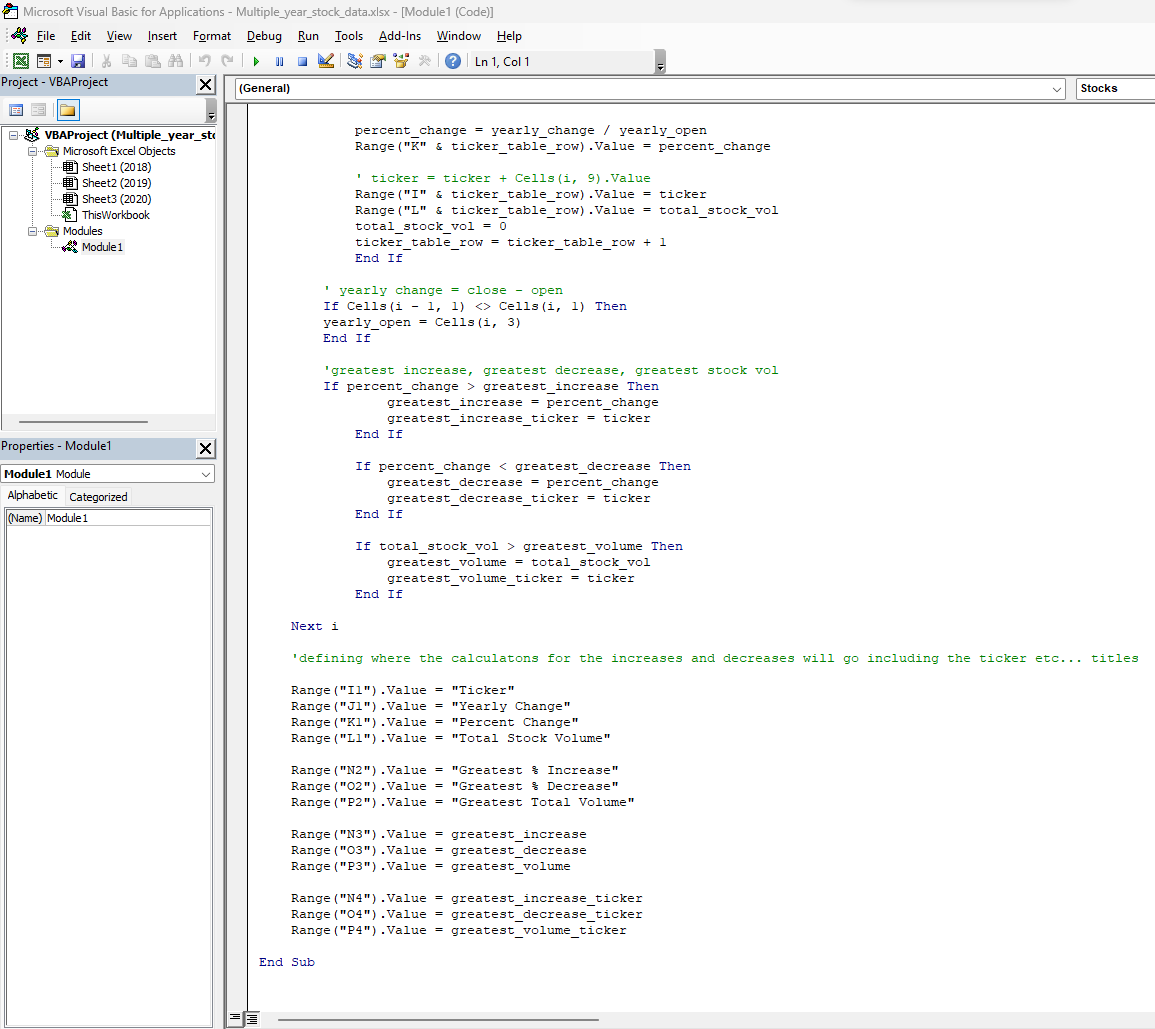 Microsoft Visual Basic for Applications - Multiple_year_stock_data.xlsx - [Module1 (Code)]
File Edit View Insert Format Debug Run Tools Add-Ins Window Help
Ln 1, Col 1
Project - VBAProject
VBAProject (Multiple_year_sto
Microsoft Excel Objects
Sheet1 (2018)
Sheet2 (2019)
Sheet3 (2020)
ThisWorkbook
Modules
Module1
Properties - Module1
Module1 Module
Alphabetic Categorized
(Name) Module1
(General) Stocks
percent_change = yearly_change / yearly_open
Range("K" & ticker_table_row).Value = percent_change
' ticker = ticker + Cells(i, 9).Value
Range("I" & ticker_table_row).Value = ticker
Range("L" & ticker_table_row).Value = total_stock_vol
total_stock_vol = 0
ticker_table_row = ticker_table_row + 1
End If
' yearly change = close - open
If Cells(i - 1, 1) <> Cells(i, 1) Then
yearly_open = Cells(i, 3)
End If
'greatest increase, greatest decrease, greatest stock vol
If percent_change > greatest_increase Then
greatest_increase = percent_change
greatest_increase_ticker = ticker
End If
If percent_change < greatest_decrease Then
greatest_decrease = percent_change
greatest_decrease_ticker = ticker
End If
If total_stock_vol > greatest_volume Then
greatest_volume = total_stock_vol
greatest_volume_ticker = ticker
End If
Next i
'defining where the calculatons for the increases and decreases will go including the ticker etc... titles
Range("I1").Value = "Ticker"
Range("J1").Value = "Yearly Change"
Range("K1").Value = "Percent Change"
Range("L1").Value = "Total Stock Volume"
Range("N2").Value = "Greatest % Increase"
Range("O2").Value = "Greatest % Decrease"
Range("P2").Value = "Greatest Total Volume"
Range("N3").Value = greatest_increase
Range("O3").Value = greatest_decrease
Range("P3").Value = greatest_volume
Range("N4").Value = greatest_increase_ticker
Range("O4").Value = greatest_decrease_ticker
Range("P4").Value = greatest_volume_ticker
End Sub